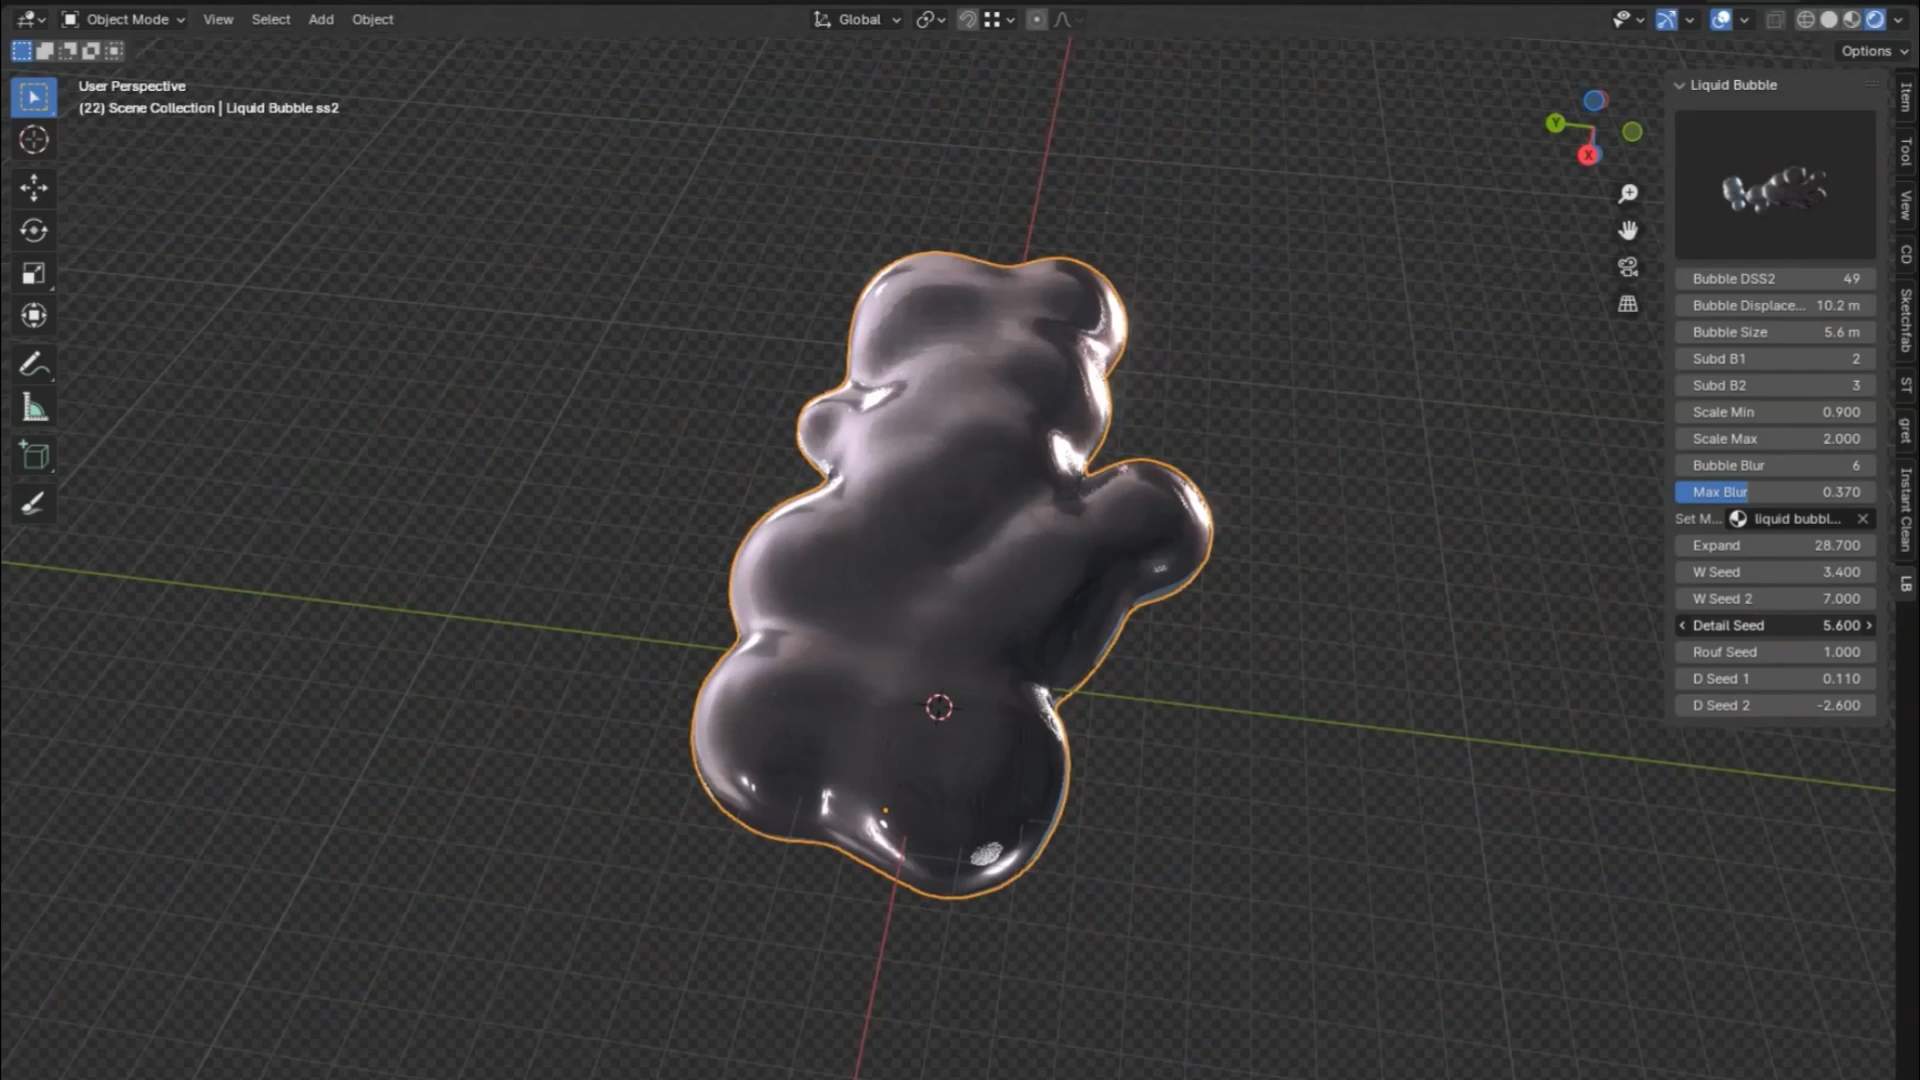 Object Mode View Select Add Object Global
Options
User Perspective
(22) Scene Collection | Liquid Bubble ss2
Y
X
Liquid Bubble
Bubble DSS2 49
Bubble Displace... 10.2 m
Bubble Size 5.6 m
Subd B1 2
Subd B2 3
Scale Min 0.900
Scale Max 2.000
Bubble Blur 6
Max Blur 0.370
Set M... liquid bubbl...
Expand 28.700
W Seed 3.400
W Seed 2 7.000
Detail Seed 5.600
Rouf Seed 1.000
D Seed 1 0.110
D Seed 2 -2.600
Item
Tool
View
CD
Sketchfab
ST
gret
Instant Clean
LB